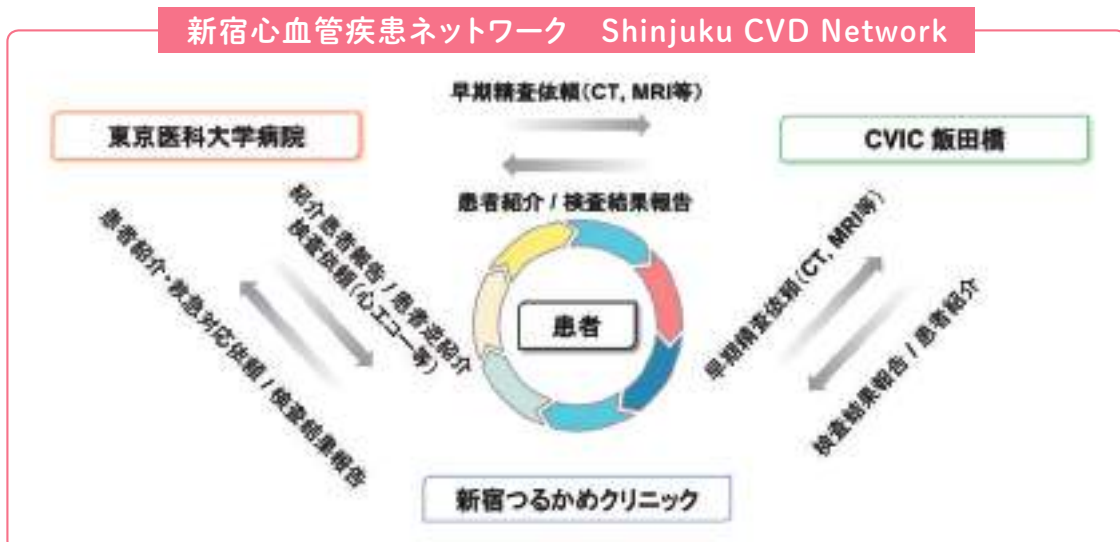 新宿心血管疾患ネットワーク　Shinjuku CVD Network
早期精査依頼（CT, MRI等）
東京医科大学病院
CVIC 飯田橋
患者紹介 / 検査結果報告
紹介患者報告 / 患者逆紹介
検査依頼（心エコー等）
患者紹介・救急対応依頼 / 検査結果報告
患者
早期精査依頼（CT, MRI等）
検査結果報告 / 患者紹介
新宿つるかめクリニック